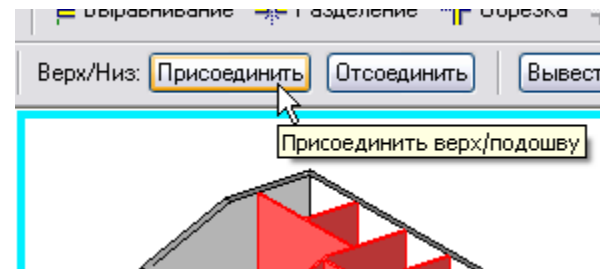 Выравнивание Разделение Обрезка
Верх/Низ: Присоединить Отсоединить Вывест
Присоединить верх/подошву